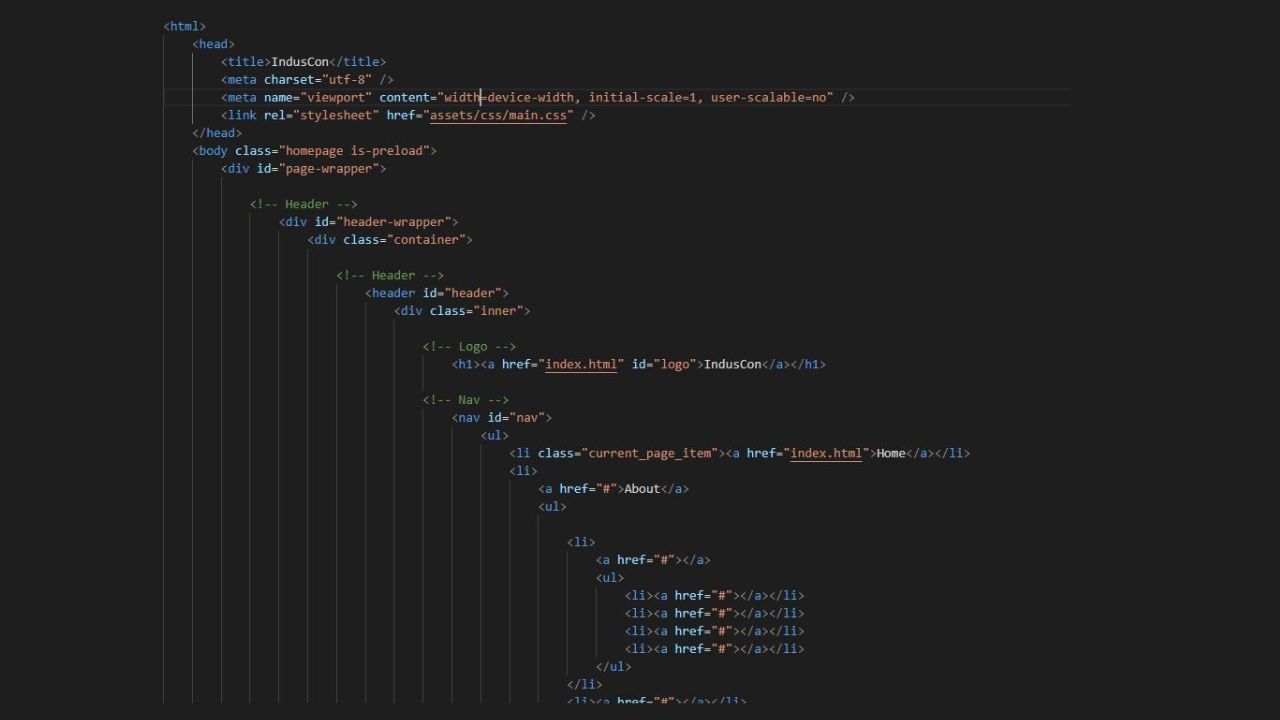 <html>
<head>
<title>IndusCon</title>
<meta charset="utf-8" />
<meta name="viewport" content="width=device-width, initial-scale=1, user-scalable=no" />
<link rel="stylesheet" href="assets/css/main.css" />
</head>
<body class="homepage is-preload">
<div id="page-wrapper">
<!-- Header -->
<div id="header-wrapper">
<div class="container">
<!-- Header -->
<header id="header">
<div class="inner">
<!-- Logo -->
<h1><a href="index.html" id="logo">IndusCon</a></h1>
<!-- Nav -->
<nav id="nav">
<ul>
<li class="current_page_item"><a href="index.html">Home</a></li>
<li>
<a href="#">About</a>
<ul>
<li>
<a href="#"></a>
<ul>
<li><a href="#"></a></li>
<li><a href="#"></a></li>
<li><a href="#"></a></li>
<li><a href="#"></a></li>
</ul>
</li>
<li><a href="#"></a></li>